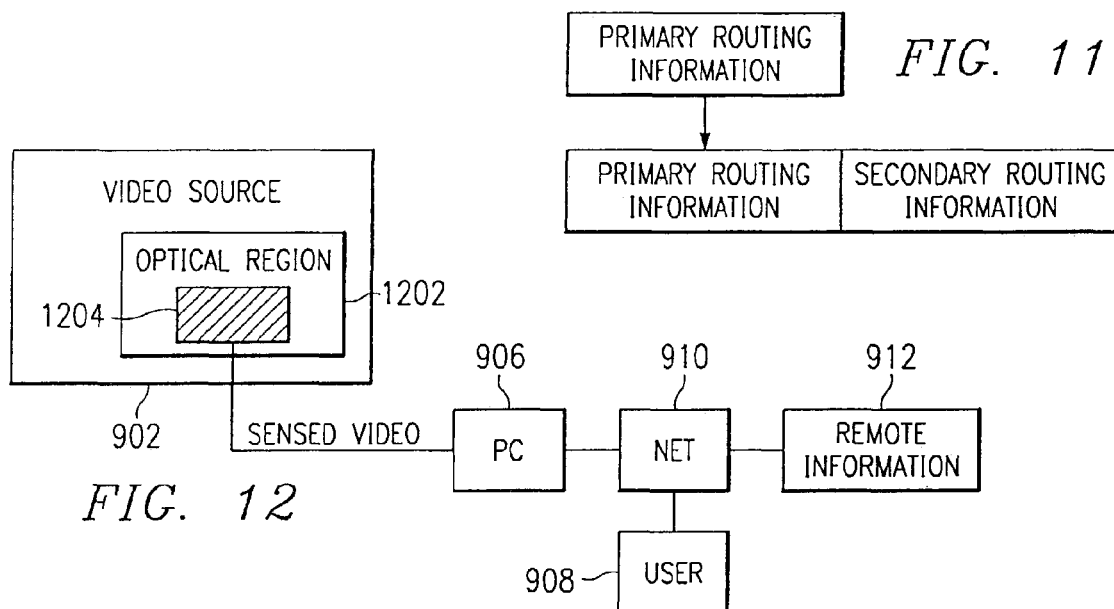 PRIMARY ROUTING
INFORMATION
FIG. 11
PRIMARY ROUTING
INFORMATION
SECONDARY ROUTING
INFORMATION
VIDEO SOURCE
OPTICAL REGION
1204
1202
902
SENSED VIDEO
906
PC
910
NET
912
REMOTE
INFORMATION
908
USER
FIG. 12